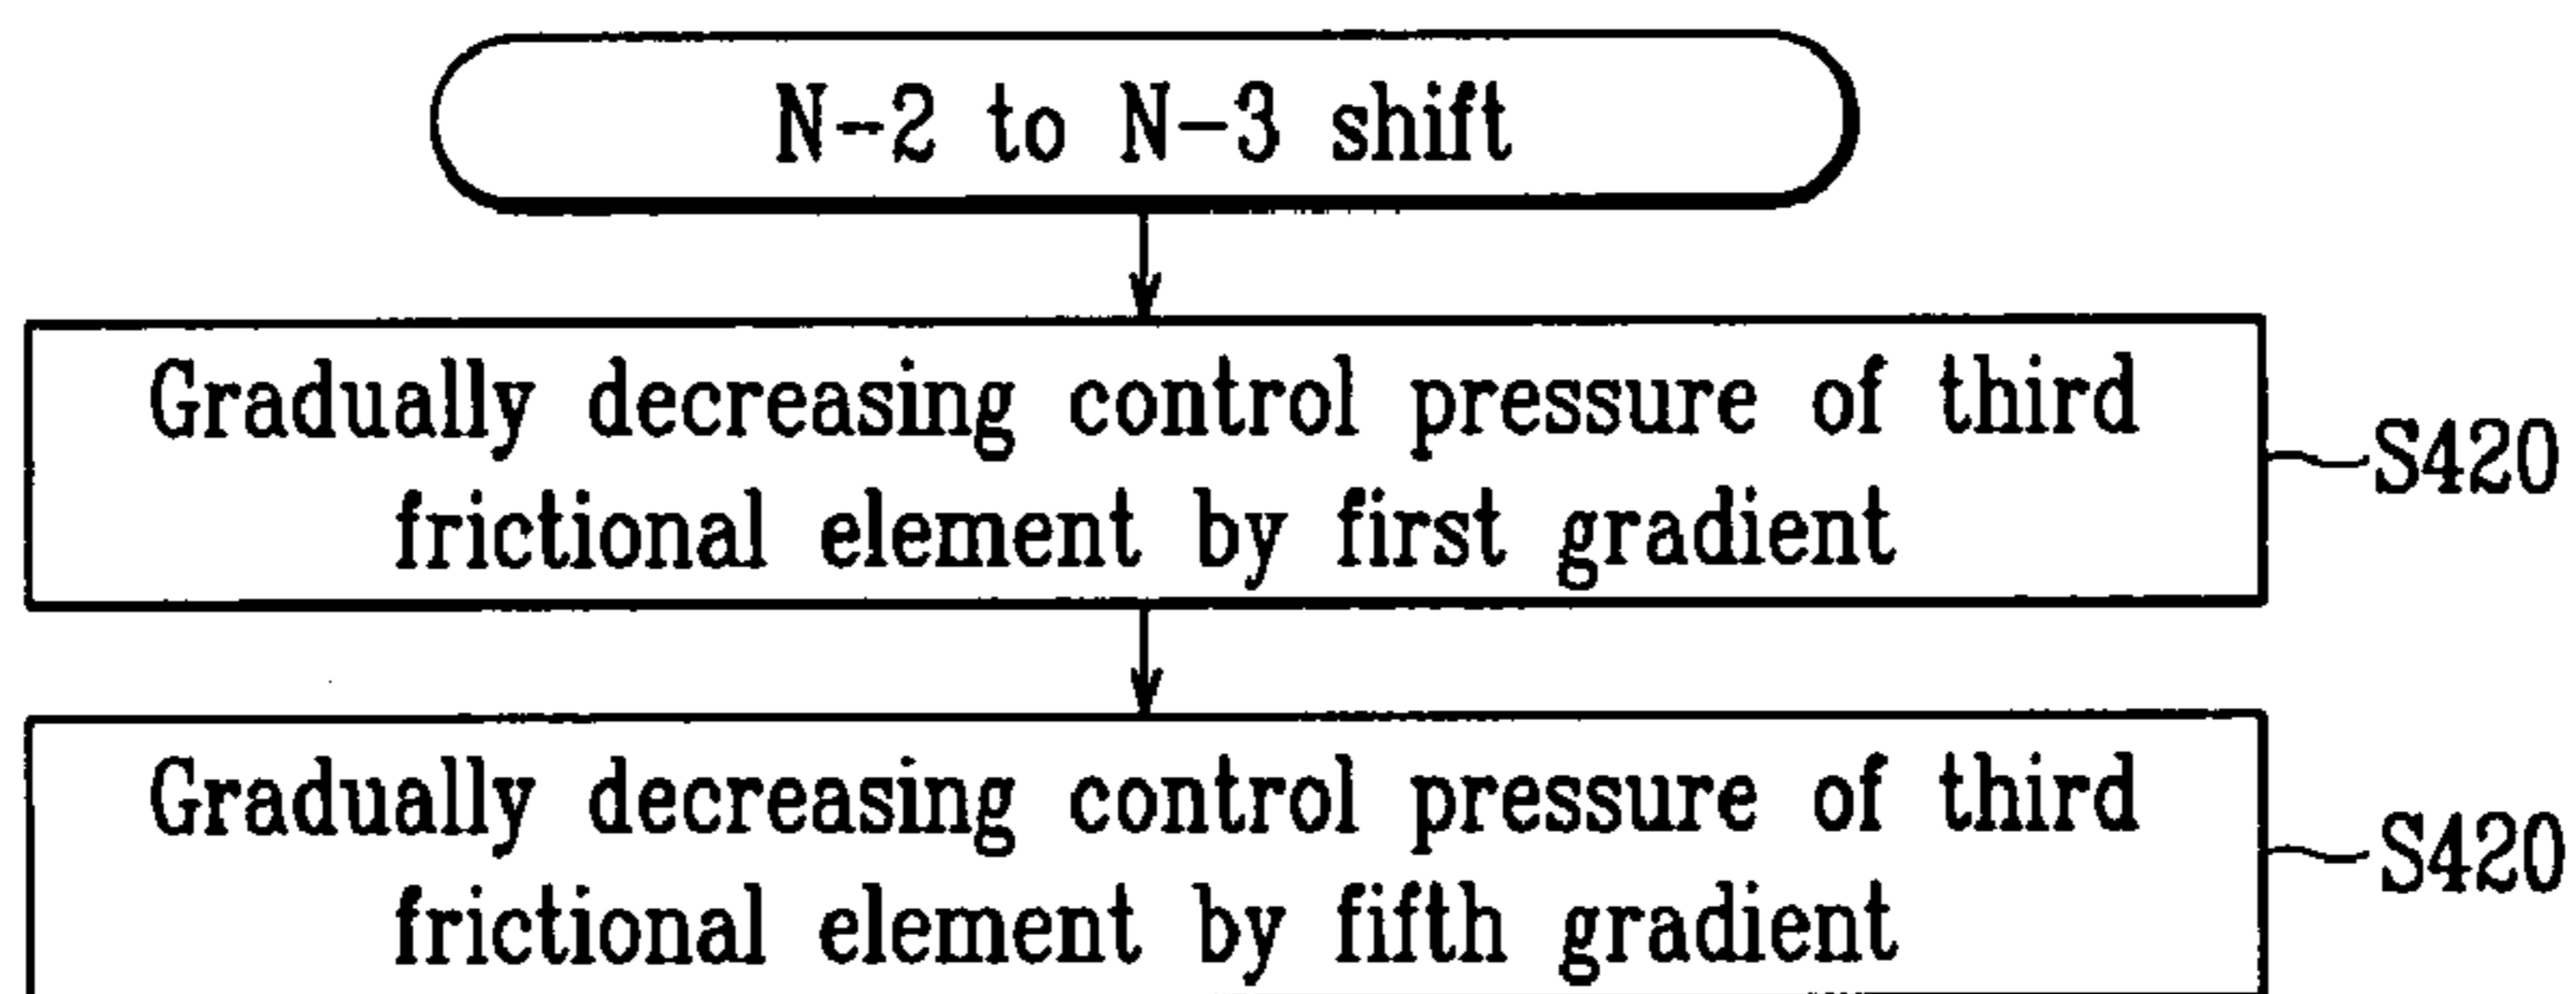 N-2 to N-3 shift
Gradually decreasing control pressure of third
frictional element by first gradient
S420
Gradually decreasing control pressure of third
frictional element by fifth gradient
S420